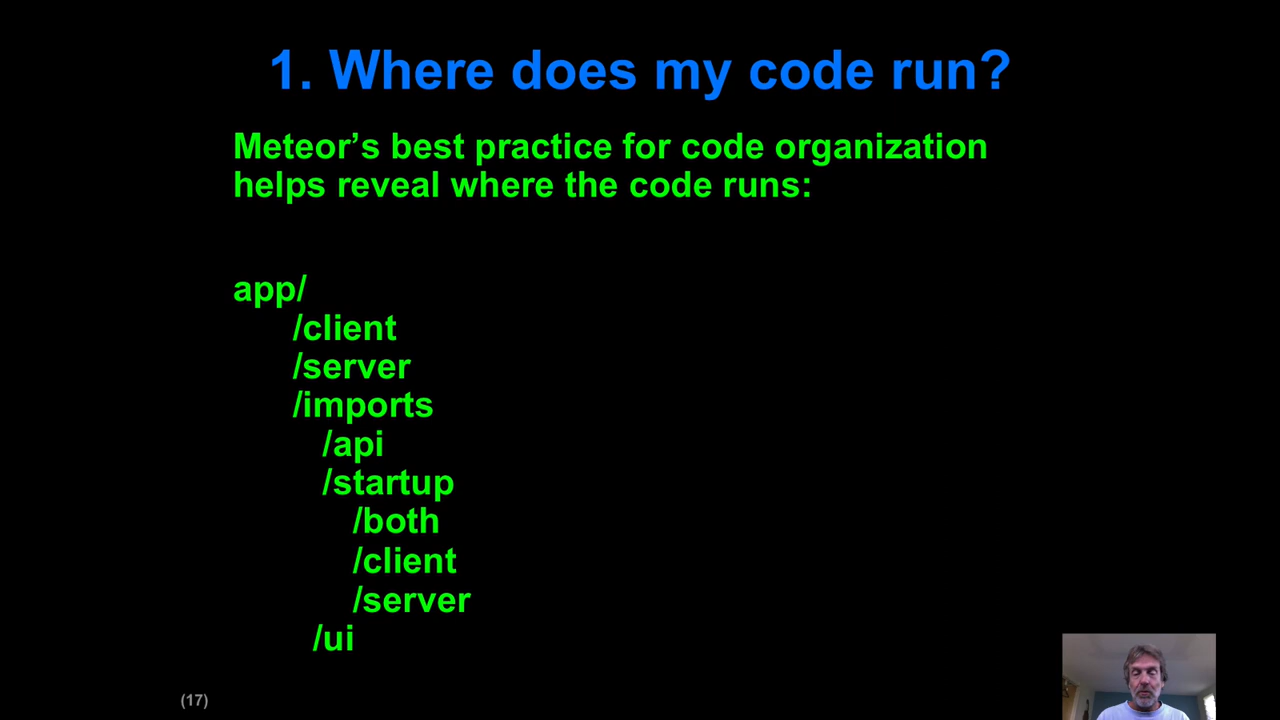 1. Where does my code run?
Meteor’s best practice for code organization
helps reveal where the code runs:
app/
/client
/server
/imports
/api
/startup
/both
/client
/server
/ui
(17)